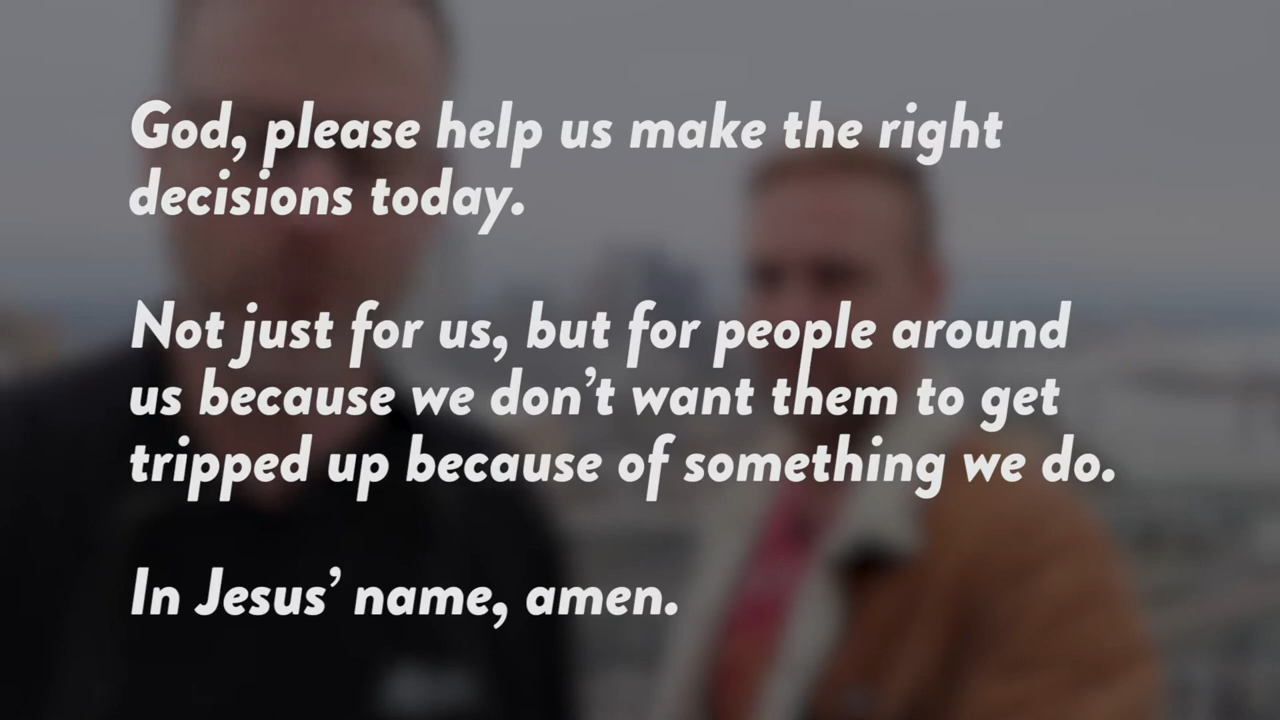 God, please help us make the right
decisions today.
Not just for us, but for people around
us because we don’t want them to get
tripped up because of something we do.
In Jesus’ name, amen.